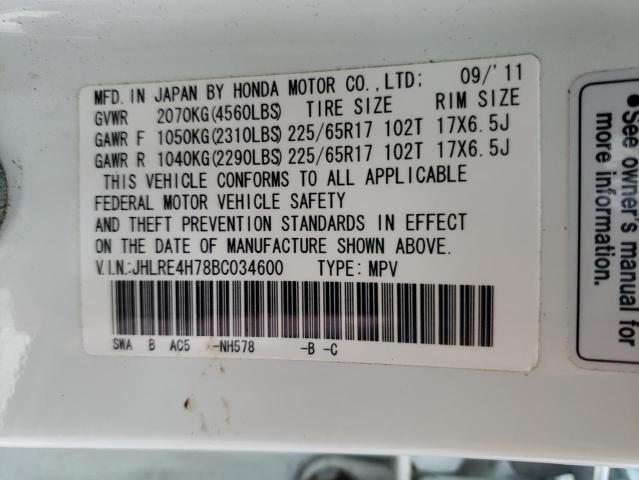 MFD. IN JAPAN BY HONDA MOTOR CO.,LTD; 09/'11
GVWR 2070KG(4560LBS) TIRE SIZE RIM SIZE
GAWR F 1050KG(2310LBS) 225/65R17 102T 17X6.5J
GAWR R 1040KG(2290LBS) 225/65R17 102T 17X6.5J
THIS VEHICLE CONFORMS TO ALL APPLICABLE
FEDERAL MOTOR VEHICLE SAFETY
AND THEFT PREVENTION STANDARDS IN EFFECT
ON THE DATE OF MANUFACTURE SHOWN ABOVE.
V.I.N.:JHLRE4H78BC034600 TYPE: MPV
SWA B AC5 -NH578 -B -C
•See owner's manual for
more information.